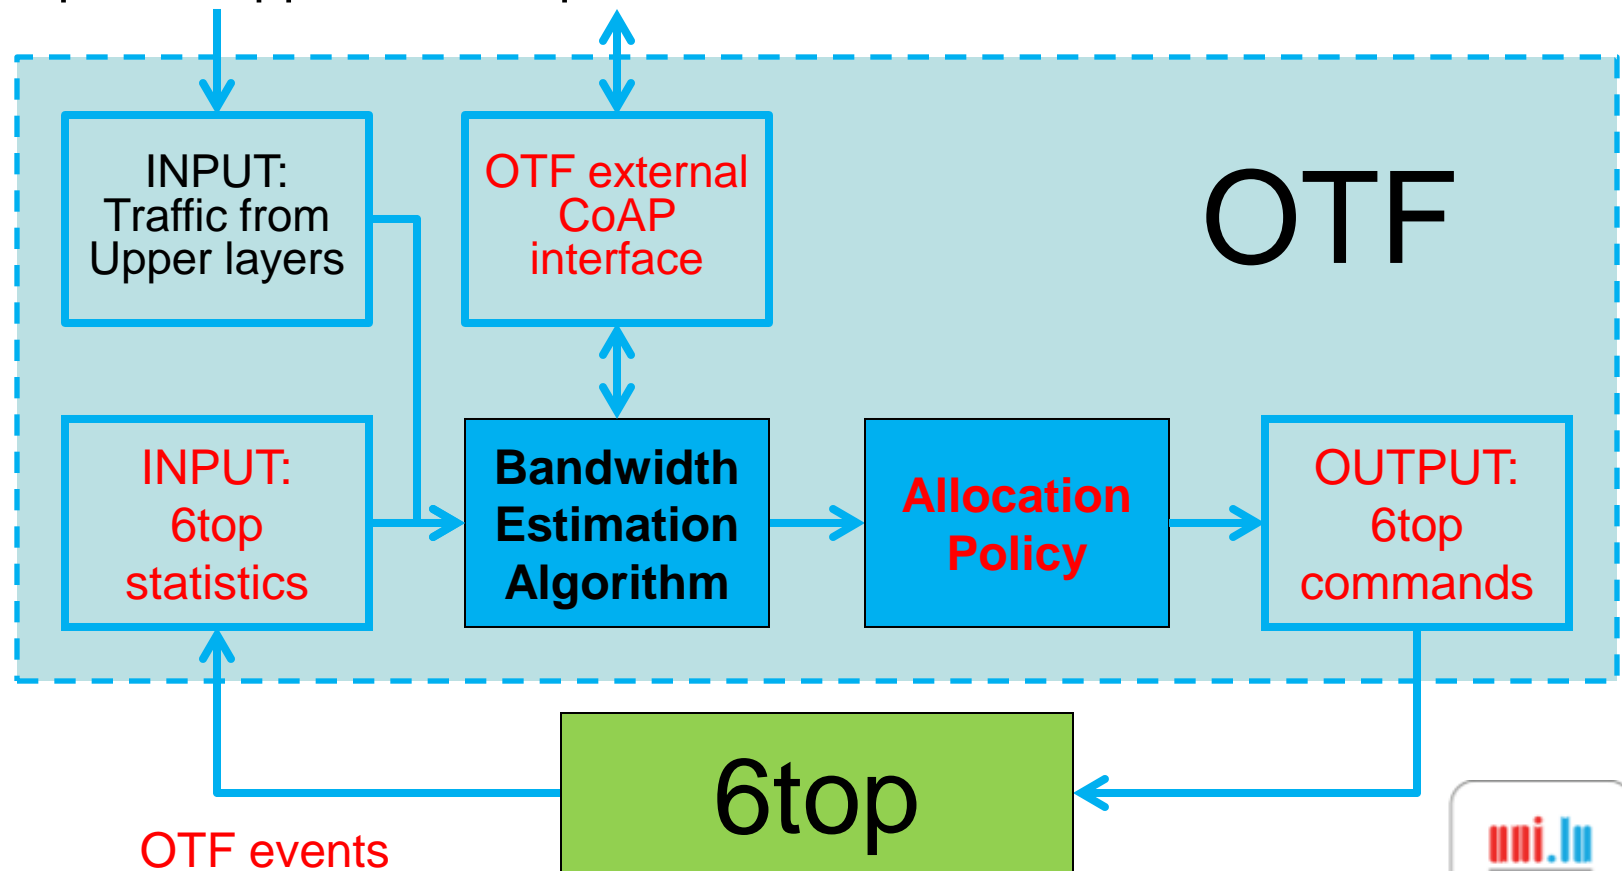 INPUT:
Traffic from
Upper layers
OTF external
CoAP
interface
OTF
INPUT:
6top
statistics
Bandwidth
Estimation
Algorithm
Allocation
Policy
OUTPUT:
6top
commands
6top
OTF events
uni.lu